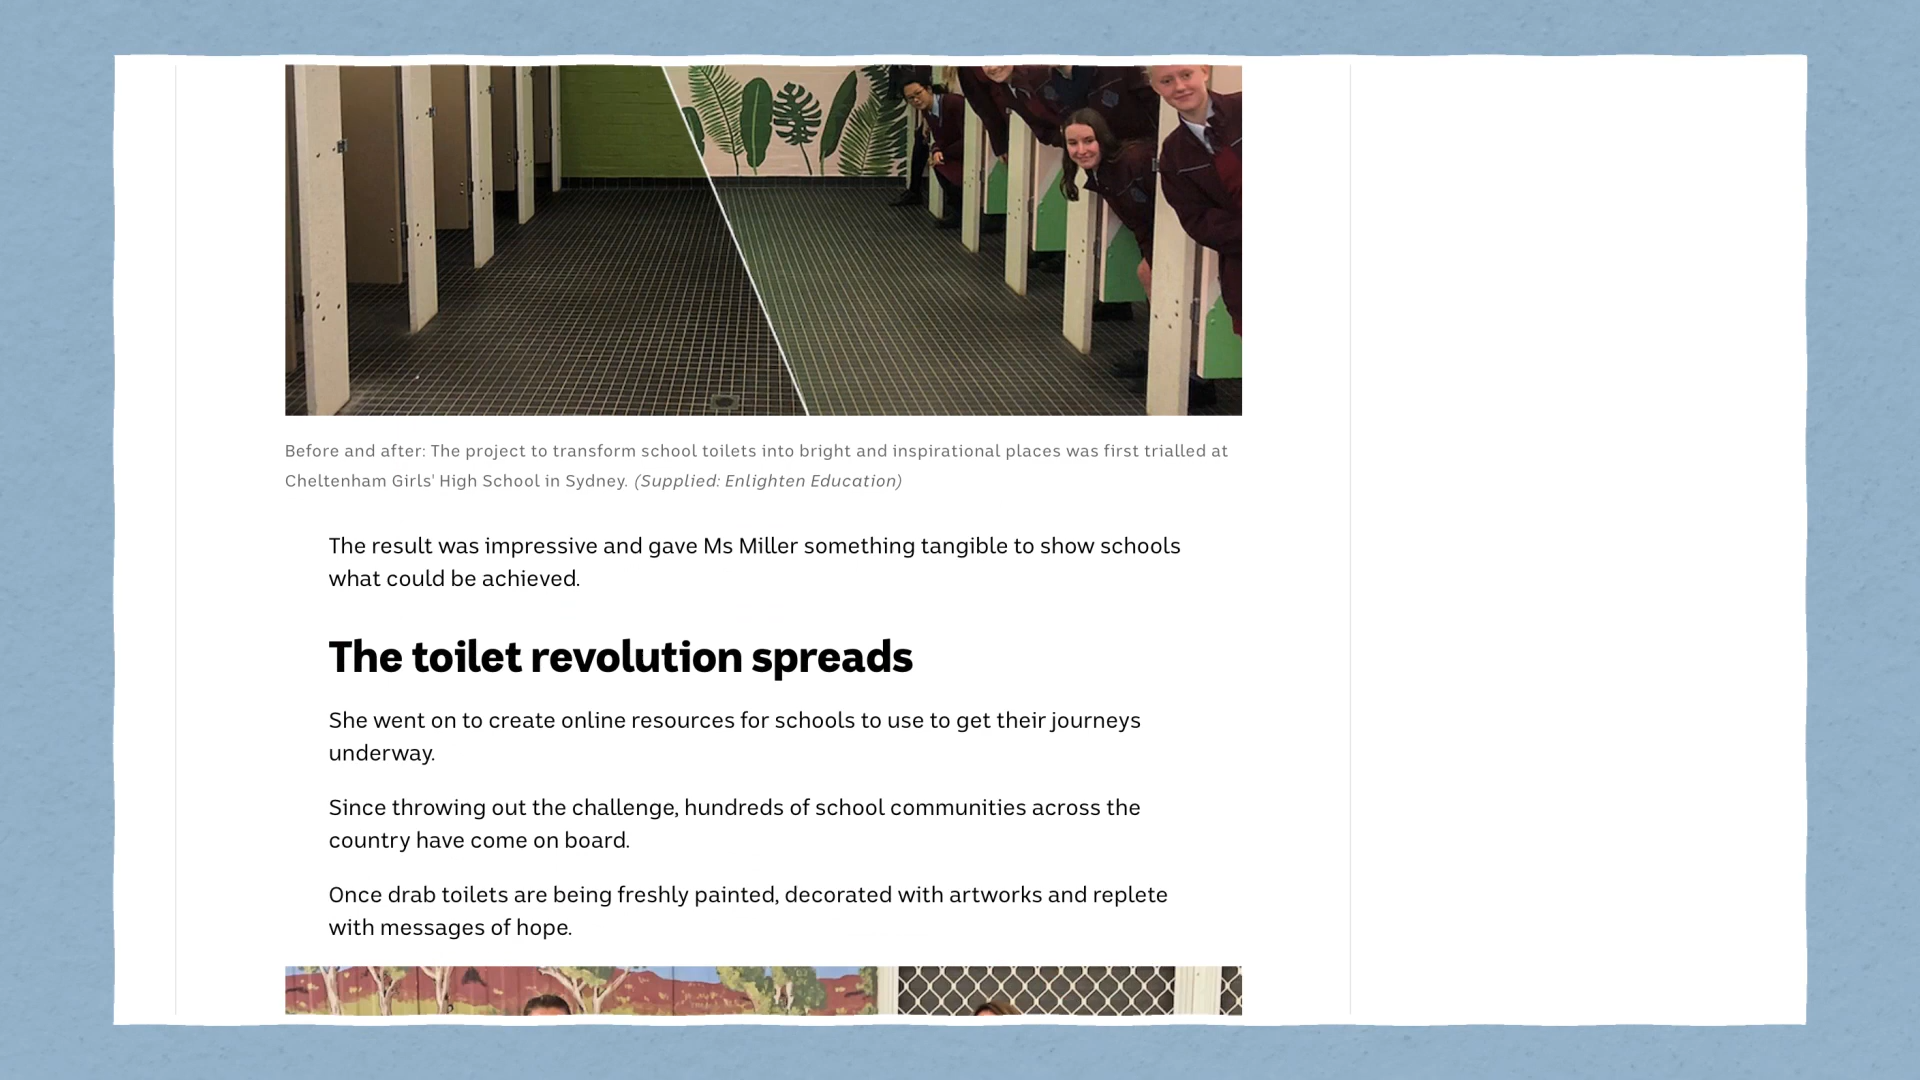 Before and after: The project to transform school toilets into bright and inspirational places was first trialled at
Cheltenham Girls' High School in Sydney. (Supplied: Enlighten Education)
The result was impressive and gave Ms Miller something tangible to show schools
what could be achieved.
The toilet revolution spreads
She went on to create online resources for schools to use to get their journeys
underway.
Since throwing out the challenge, hundreds of school communities across the
country have come on board.
Once drab toilets are being freshly painted, decorated with artworks and replete
with messages of hope.